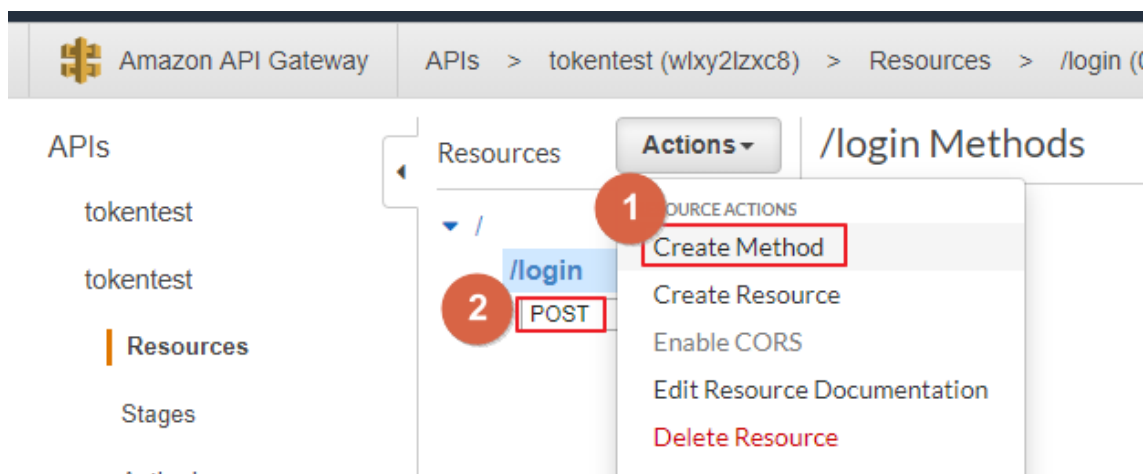 Amazon API Gateway APIs > tokentest (wlxy2lzxc8) > Resources > /login (
APIs
tokentest
tokentest
Resources
Stages
Resources
Actions
/login Methods
/
/login
2
POST
1
OURCE ACTIONS
Create Method
Create Resource
Enable CORS
Edit Resource Documentation
Delete Resource